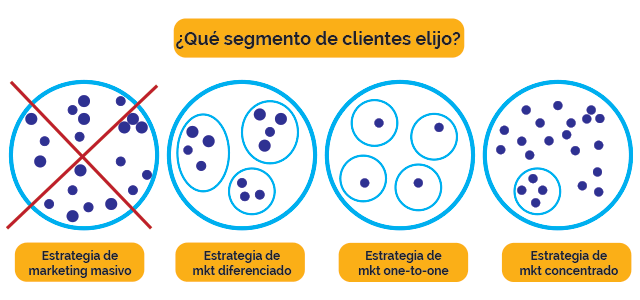 ¿Qué segmento de clientes elijo?
Estrategia de
marketing masivo
Estrategia de
mkt diferenciado
Estrategia de
mkt one-to-one
Estrategia de
mkt concentrado